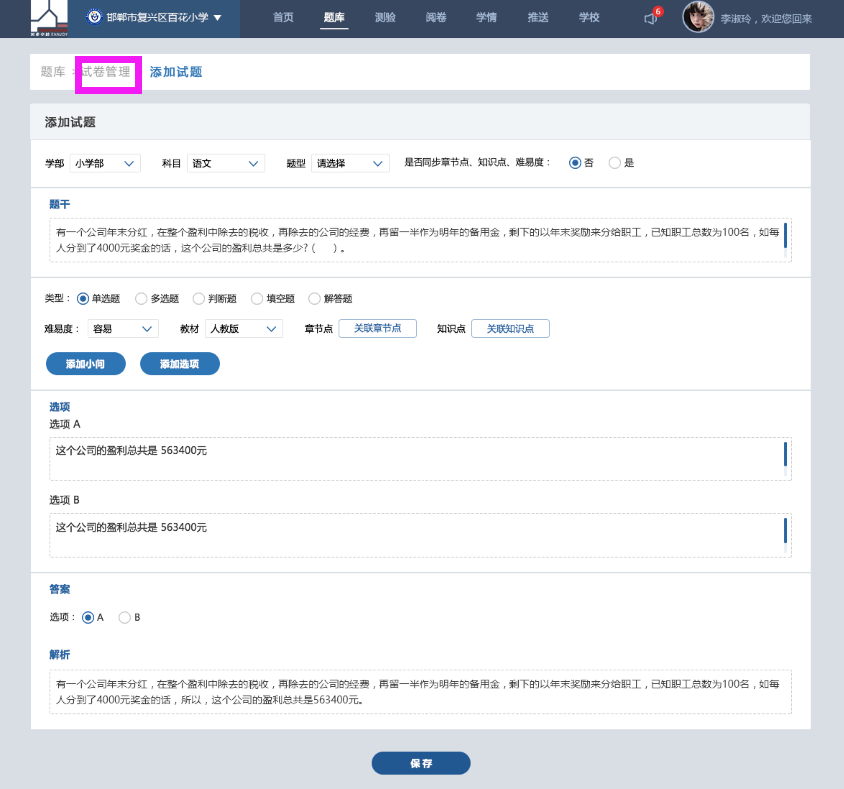 邯郸市复兴区百花小学 ▼ 首页 题库 测验 阅卷 学情 推送 学校 6 李淑玲，欢迎您回来
题库 试卷管理 添加试题
添加试题
学部 小学部 科目 语文 题型 请选择 是否同步章节点、知识点、难易度： 否 是
题干
有一个公司年末分红，在整个盈利中除去的税收，再除去的公司的经费，再留一半作为明年的备用金，剩下的以年末奖励来分给职工，已知职工总数为100名，如每
人分到了4000元奖金的话，这个公司的盈利总共是多少?（ ）。
类型： 单选题 多选题 判断题 填空题 解答题
难易度： 容易 教材 人教版 章节点 关联章节点 知识点 关联知识点
添加小问 添加选项
选项
选项 A
这个公司的盈利总共是 563400元
选项 B
这个公司的盈利总共是 563400元
答案
选项： A B
解析
有一个公司年末分红，在整个盈利中除去的税收，再除去的公司的经费，再留一半作为明年的备用金，剩下的以年末奖励来分给职工，已知职工总数为100名，如每
人分到了4000元奖金的话，所以，这个公司的盈利总共是563400元。
保存